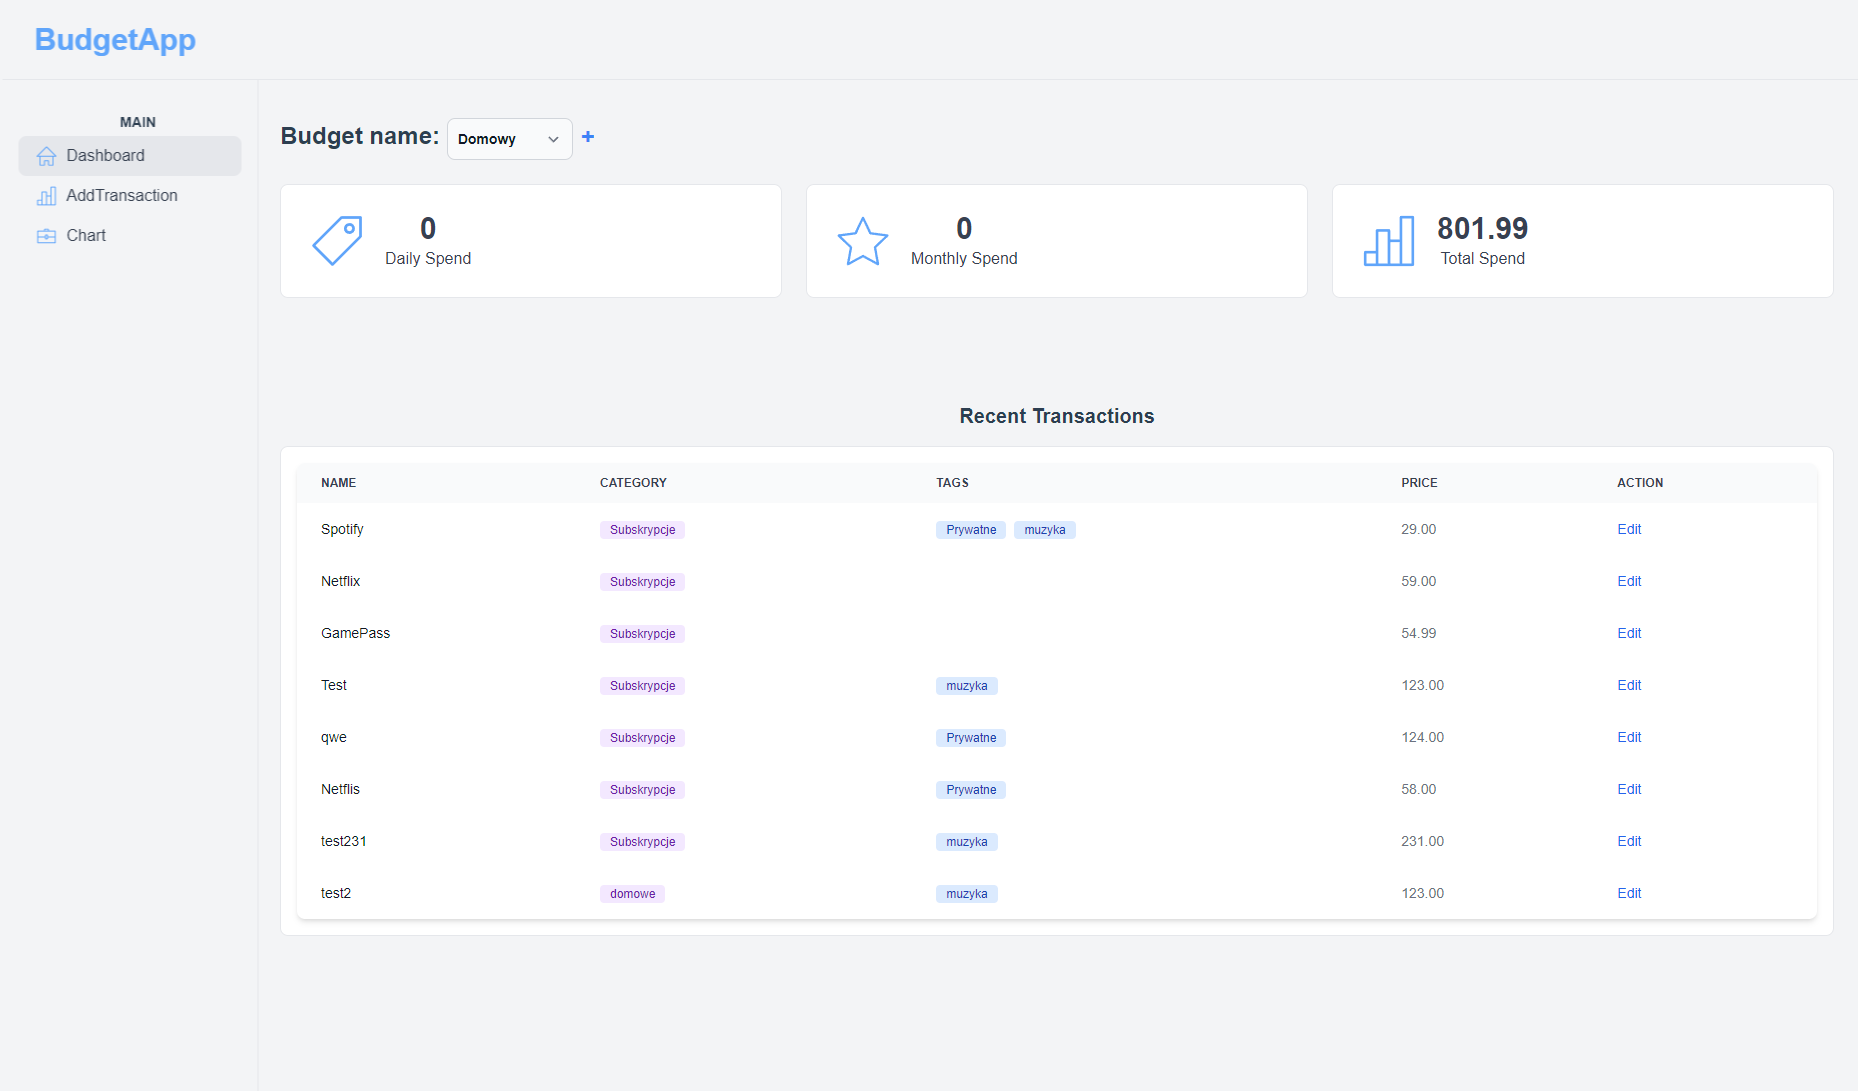 BudgetApp
MAIN
Dashboard
AddTransaction
Chart
Budget name: Domowy +
0
Daily Spend
0
Monthly Spend
801.99
Total Spend
Recent Transactions
NAME CATEGORY TAGS PRICE ACTION
Spotify Subskrypcje Prywatne muzyka 29.00 Edit
Netflix Subskrypcje 59.00 Edit
GamePass Subskrypcje 54.99 Edit
Test Subskrypcje muzyka 123.00 Edit
qwe Subskrypcje Prywatne 124.00 Edit
Netflis Subskrypcje Prywatne 58.00 Edit
test231 Subskrypcje muzyka 231.00 Edit
test2 domowe muzyka 123.00 Edit